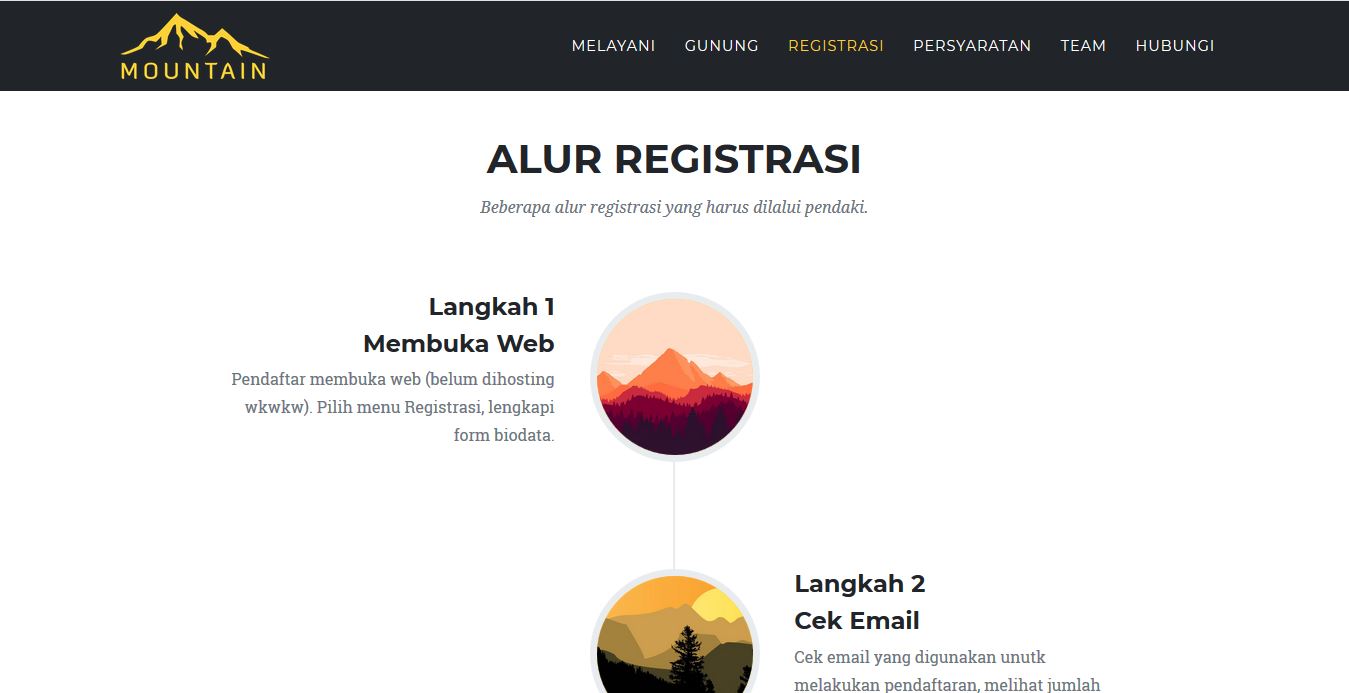 MOUNTAIN
MELAYANI GUNUNG REGISTRASI PERSYARATAN TEAM HUBUNGI
ALUR REGISTRASI
Beberapa alur registrasi yang harus dilalui pendaki.
Langkah 1
Membuka Web
Pendaftar membuka web (belum dihosting
wkwkw). Pilih menu Registrasi, lengkapi
form biodata.
Langkah 2
Cek Email
Cek email yang digunakan unutk
melakukan pendaftaran, melihat jumlah